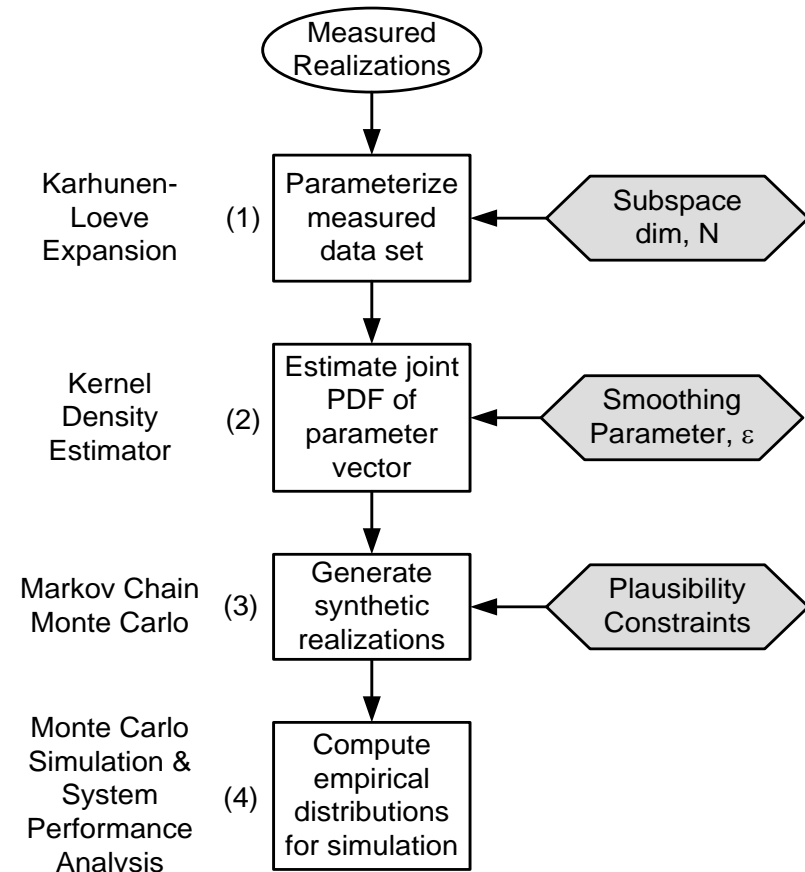 Measured
Realizations
Karhunen-
Loeve
Expansion
(1)
Parameterize
measured
data set
Subspace
dim, N
Kernel
Density
Estimator
(2)
Estimate joint
PDF of
parameter
vector
Smoothing
Parameter, ε
Markov Chain
Monte Carlo
(3)
Generate
synthetic
realizations
Plausibility
Constraints
Monte Carlo
Simulation &
System
Performance
Analysis
(4)
Compute
empirical
distributions
for simulation